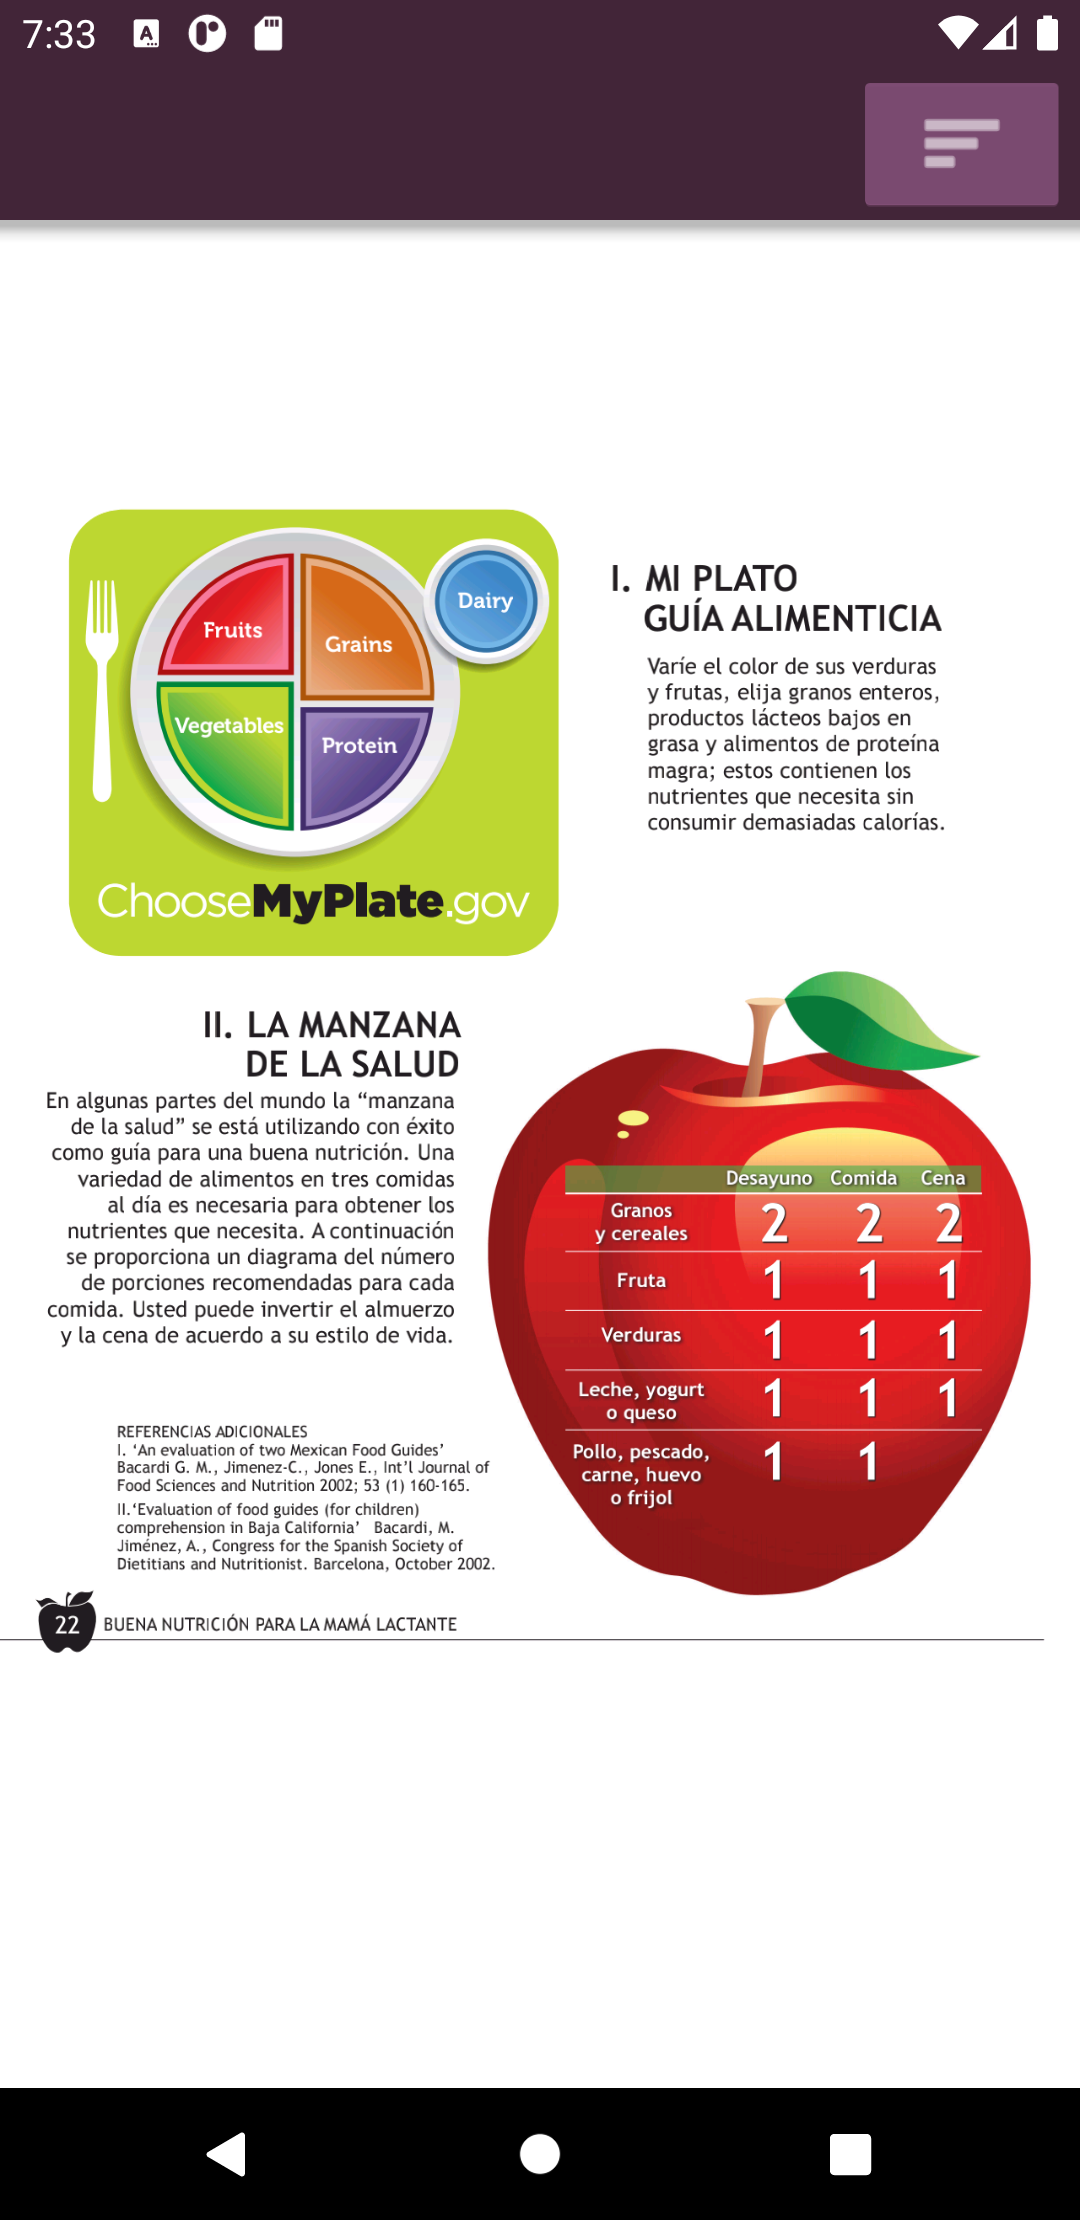 7:33
Fruits
Grains
Dairy
Vegetables
Protein
ChooseMyPlate.gov
I. MI PLATO
GUÍA ALIMENTICIA
Varíe el color de sus verduras
y frutas, elija granos enteros,
productos lácteos bajos en
grasa y alimentos de proteína
magra; estos contienen los
nutrientes que necesita sin
consumir demasiadas calorías.
II. LA MANZANA
DE LA SALUD
En algunas partes del mundo la “manzana
de la salud” se está utilizando con éxito
como guía para una buena nutrición. Una
variedad de alimentos en tres comidas
al día es necesaria para obtener los
nutrientes que necesita. A continuación
se proporciona un diagrama del número
de porciones recomendadas para cada
comida. Usted puede invertir el almuerzo
y la cena de acuerdo a su estilo de vida.
Desayuno Comida Cena
Granos
y cereales 2 2 2
Fruta 1 1 1
Verduras 1 1 1
Leche, yogurt
o queso 1 1 1
Pollo, pescado,
carne, huevo 1 1
o frijol
REFERENCIAS ADICIONALES
I. ‘An evaluation of two Mexican Food Guides’
Bacardi G. M., Jimenez-C., Jones E., Int’l Journal of
Food Sciences and Nutrition 2002; 53 (1) 160-165.
II.‘Evaluation of food guides (for children)
comprehension in Baja California’ Bacardi, M.
Jiménez, A., Congress for the Spanish Society of
Dietitians and Nutritionist. Barcelona, October 2002.
22 BUENA NUTRICIÓN PARA LA MAMÁ LACTANTE